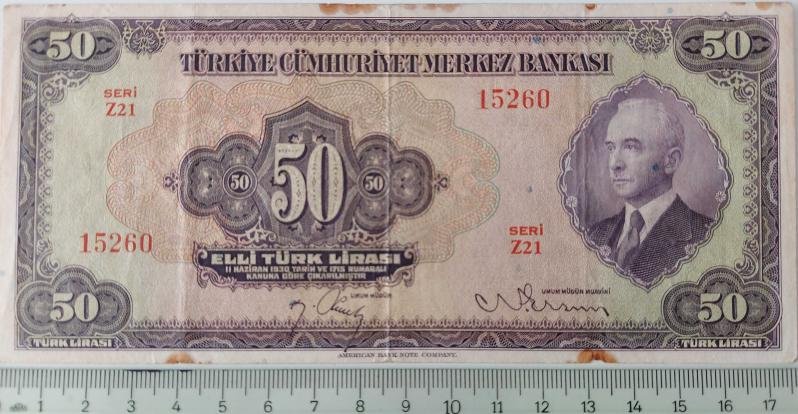 50 50
TÜRKİYE CÜMHURİYET MERKEZ BANKASI
SERİ
Z21
15260
50 50 50
15260
SERİ
Z21
ELLİ TÜRK LİRASI
11 HAZİRAN 1930 TARİH VE 1715 NUMARALI
KANUNA GÖRE ÇIKARILMIŞTIR
UMUM MÜDÜR
UMUM MÜDÜR MUAVİNİ
50 50
TÜRK LİRASI TÜRK LİRASI
AMERICAN BANK NOTE COMPANY.
1 2 3 4 5 6 7 8 9 10 11 12 13 14 15 16 17